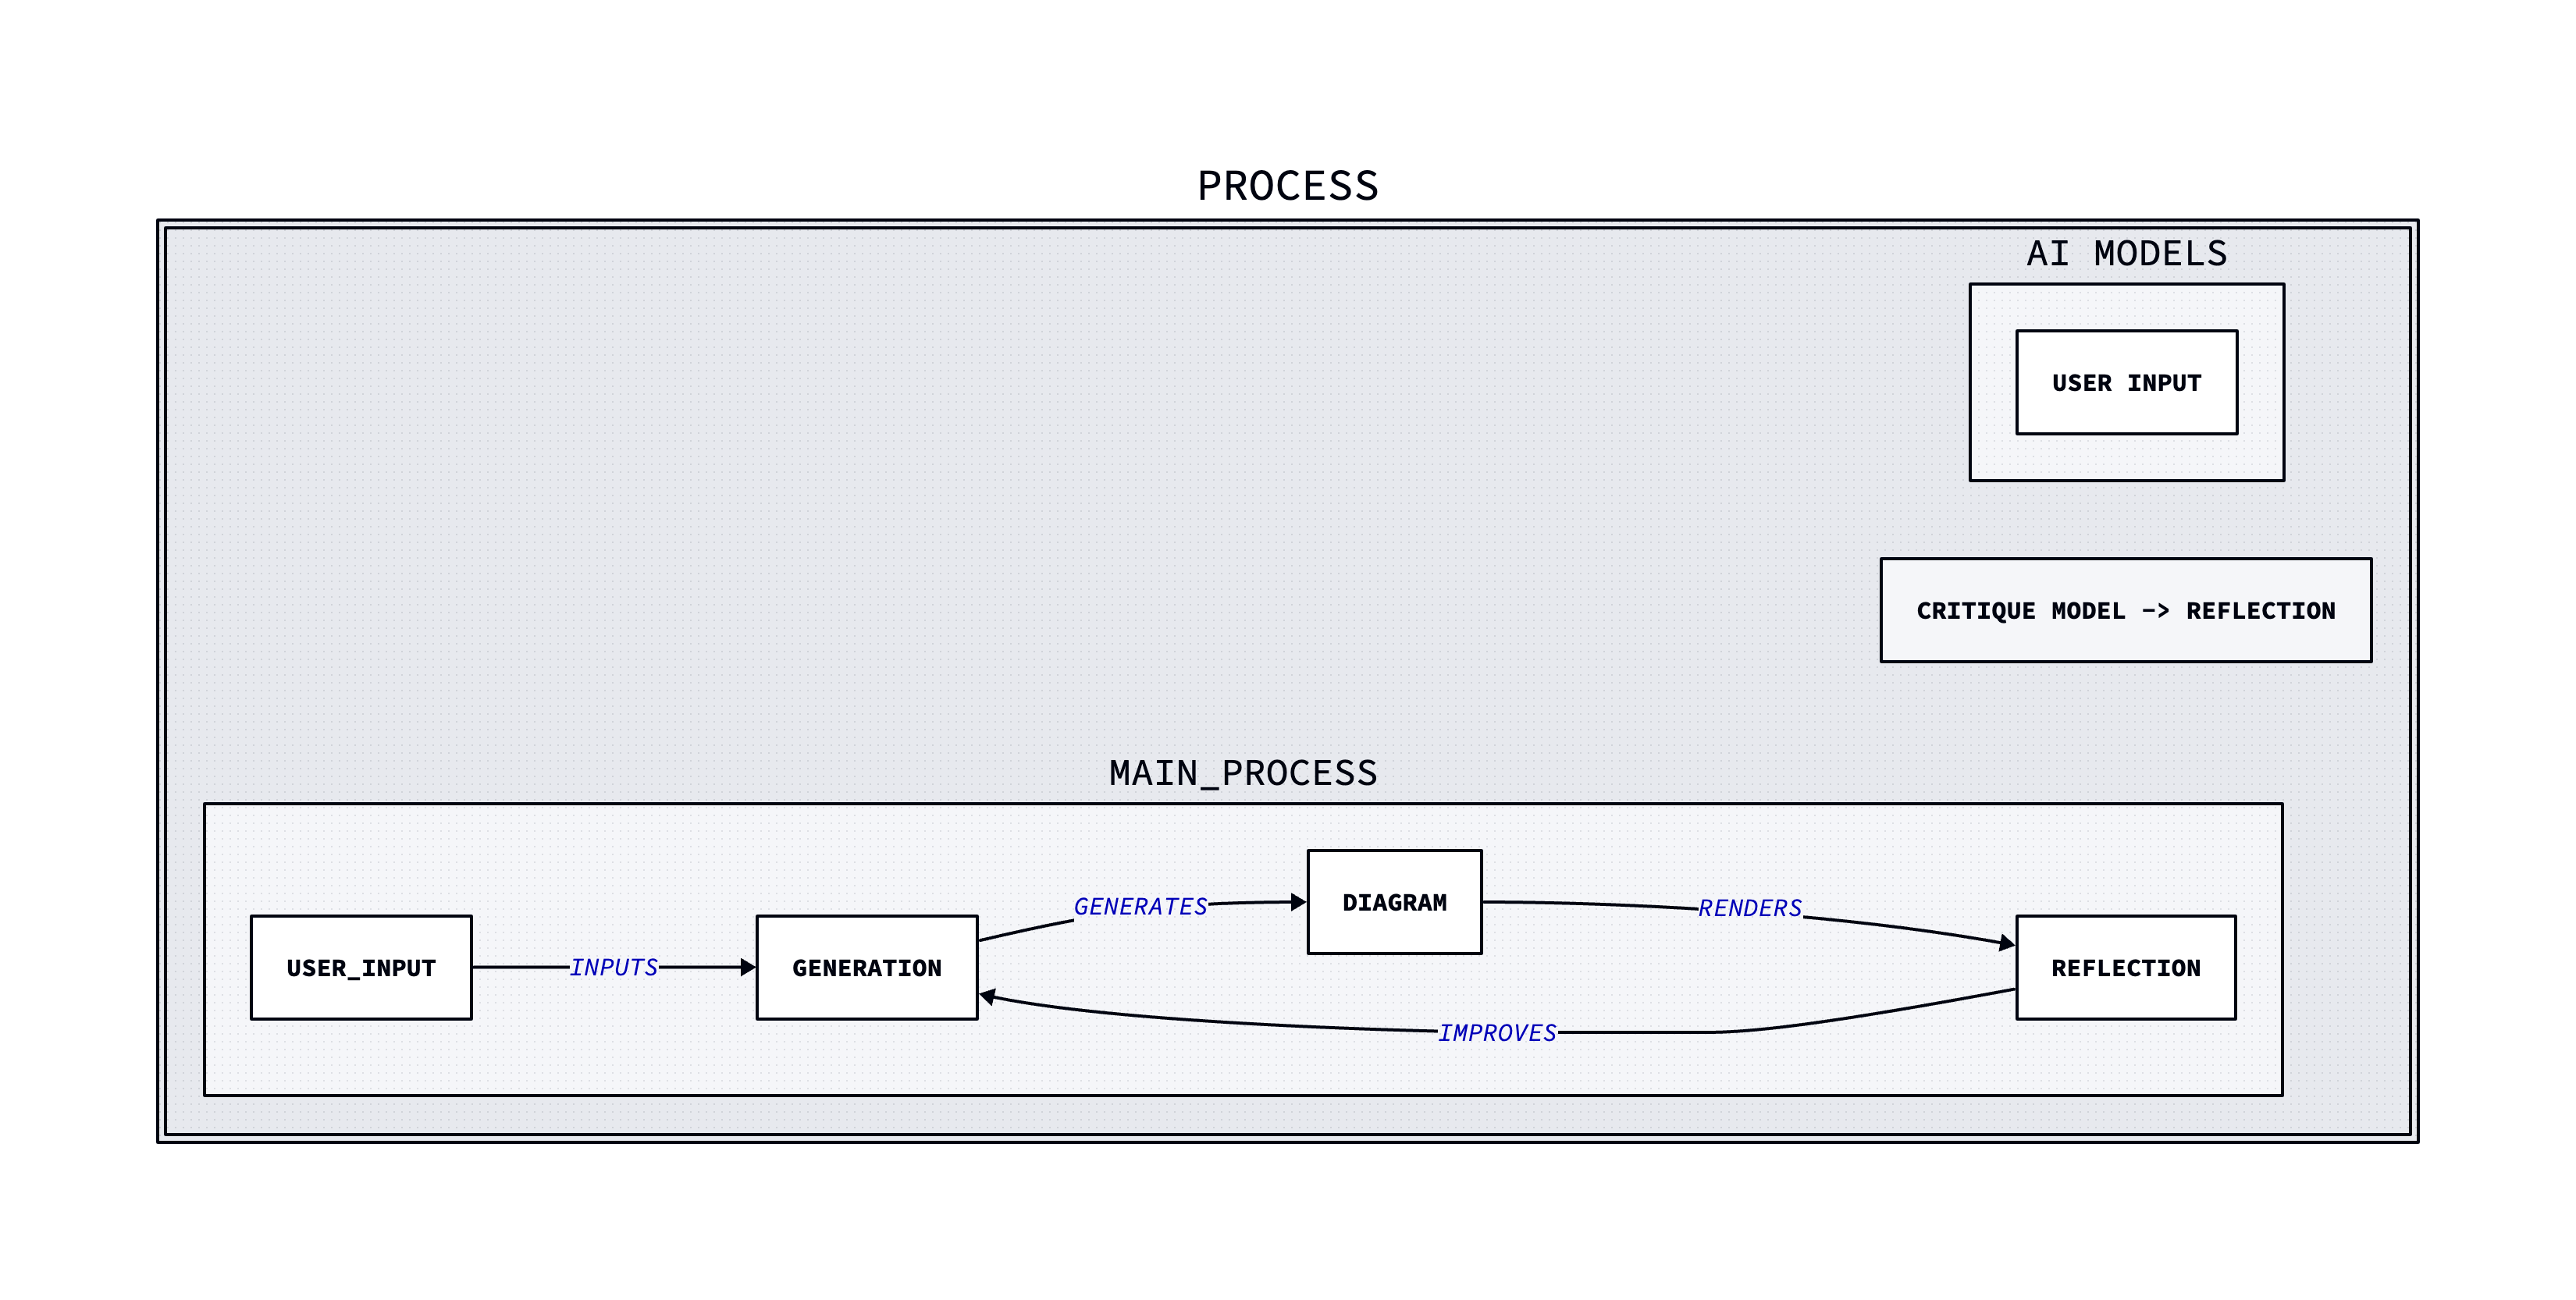 PROCESS
AI MODELS
USER INPUT
CRITIQUE MODEL -> REFLECTION
MAIN_PROCESS
USER_INPUT
INPUTS
GENERATION
GENERATES
DIAGRAM
RENDERS
REFLECTION
IMPROVES